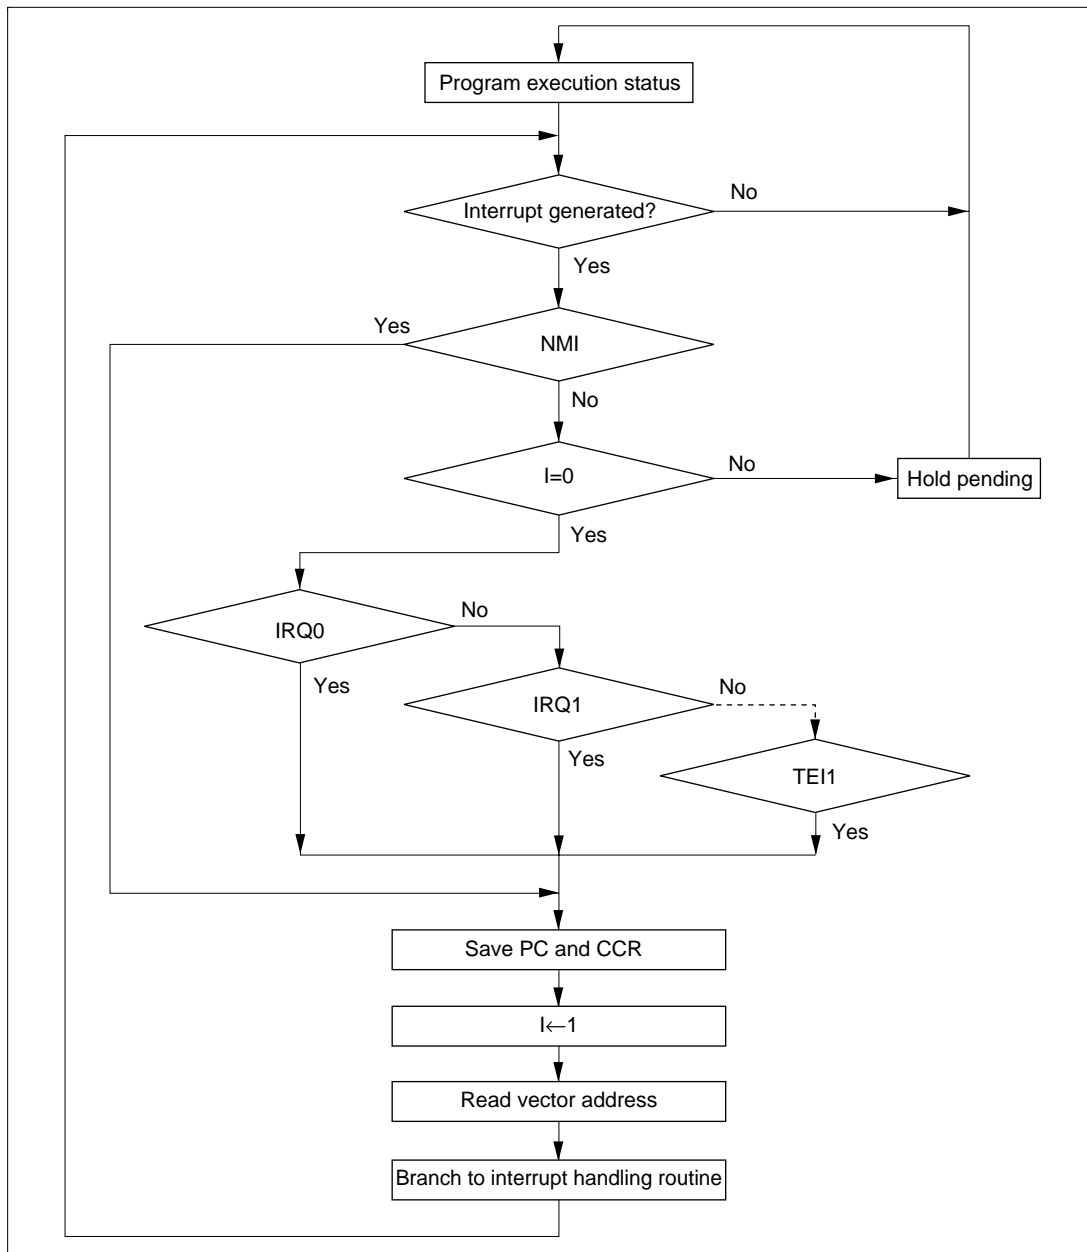 Program execution status
No
Interrupt generated?
Yes
Yes
NMI
No
I=0
No
Hold pending
Yes
IRQ0
No
Yes
IRQ1
No
Yes
TEI1
Yes
Save PC and CCR
I←1
Read vector address
Branch to interrupt handling routine